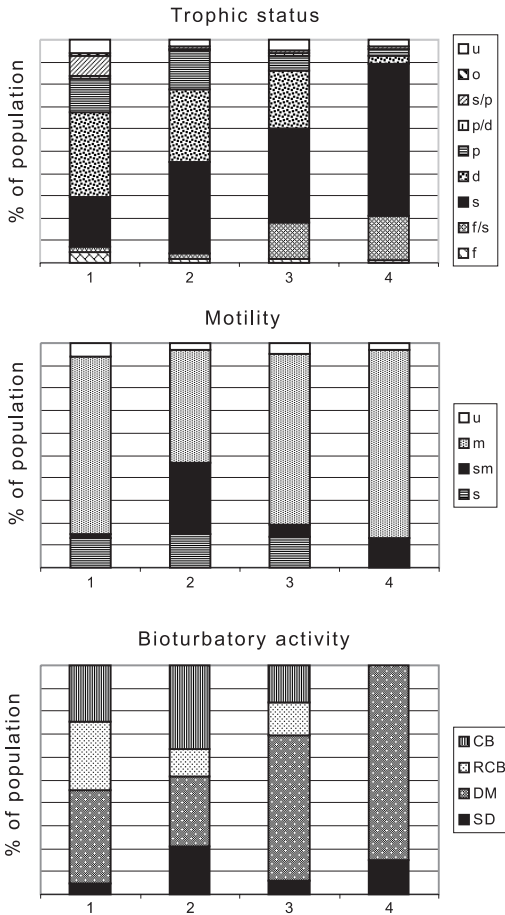 Trophic status
% of population
u
o
s/p
p/d
p
d
s
f/s
f
1 2 3 4
Motility
% of population
u
m
sm
s
1 2 3 4
Bioturbatory activity
% of population
CB
RCB
DM
SD
1 2 3 4